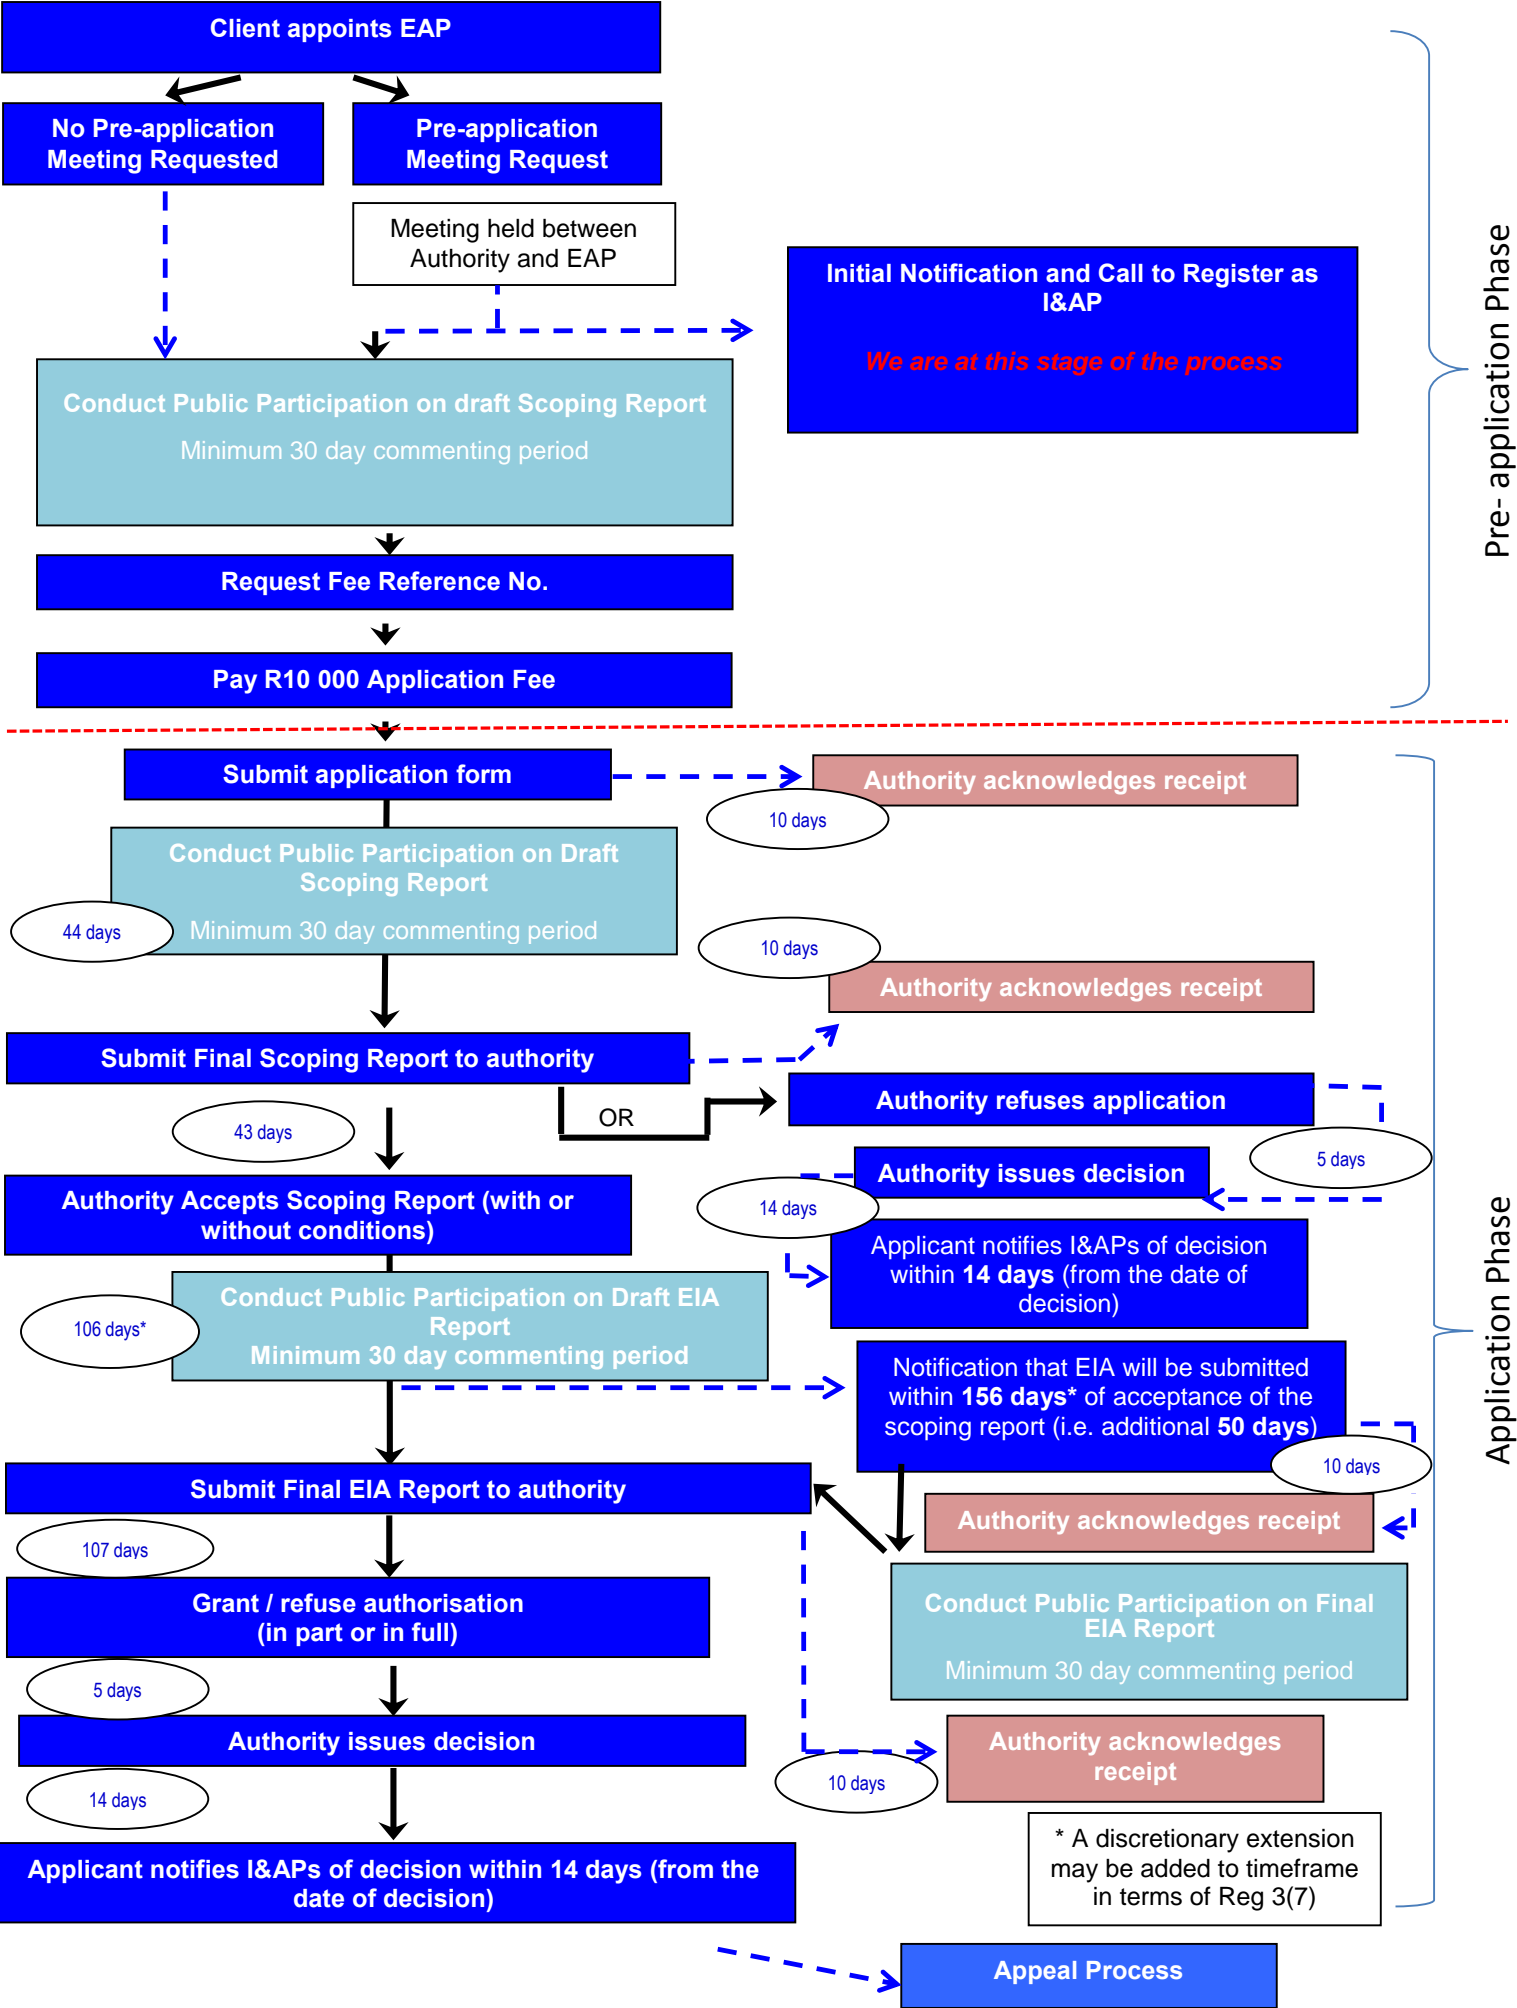 Client appoints EAP
No Pre-application
Meeting Requested
Pre-application
Meeting Request
Meeting held between
Authority and EAP
Initial Notification and Call to Register as
I&AP
We are at this stage of the process
Conduct Public Participation on draft Scoping Report
Minimum 30 day commenting period
Request Fee Reference No.
Pay R10 000 Application Fee
Pre- application Phase
Submit application form
Authority acknowledges receipt
10 days
Conduct Public Participation on Draft
Scoping Report
Minimum 30 day commenting period
44 days
10 days
Authority acknowledges receipt
Submit Final Scoping Report to authority
OR
Authority refuses application
43 days
5 days
Authority issues decision
14 days
Authority Accepts Scoping Report (with or
without conditions)
Applicant notifies I&APs of decision
within 14 days (from the date of
decision)
Conduct Public Participation on Draft EIA
Report
Minimum 30 day commenting period
106 days*
Notification that EIA will be submitted
within 156 days* of acceptance of the
scoping report (i.e. additional 50 days)
10 days
Submit Final EIA Report to authority
Authority acknowledges receipt
107 days
Grant / refuse authorisation
(in part or in full)
Conduct Public Participation on Final
EIA Report
Minimum 30 day commenting period
5 days
Authority issues decision
Authority acknowledges
receipt
10 days
14 days
Applicant notifies I&APs of decision within 14 days (from the
date of decision)
* A discretionary extension
may be added to timeframe
in terms of Reg 3(7)
Appeal Process
Application Phase